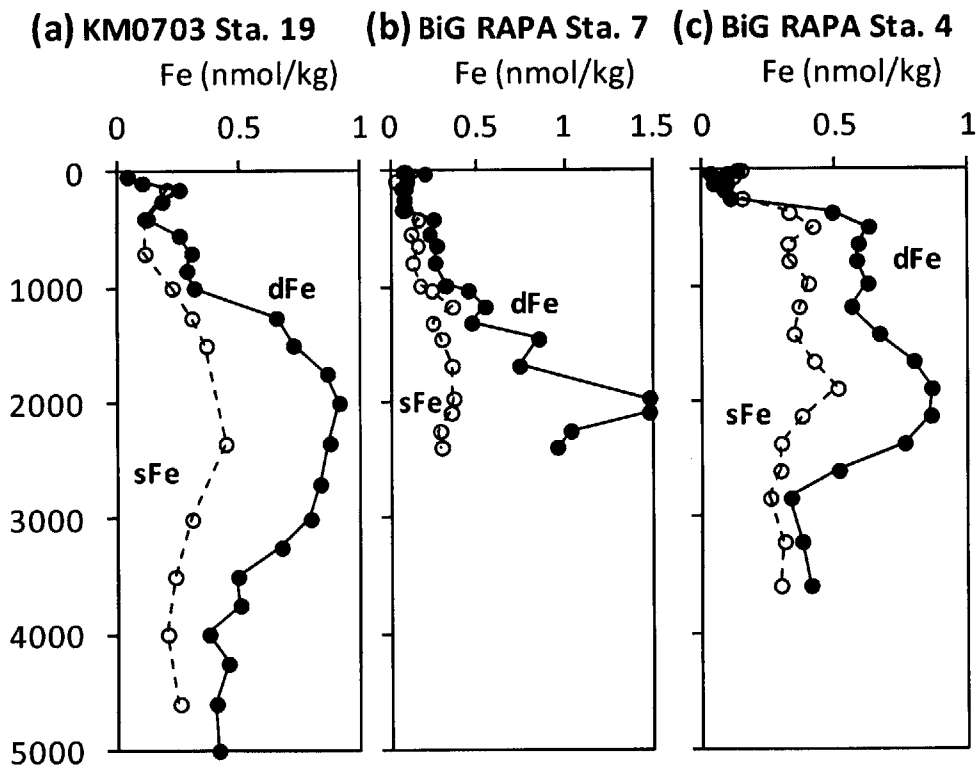 (a) KM0703 Sta. 19 (b) BiG RAPA Sta. 7 (c) BiG RAPA Sta. 4
Fe (nmol/kg) Fe (nmol/kg) Fe (nmol/kg)
0 0.5 1 0 0.5 1 1.5 0 0.5 1
0
1000
2000
3000
4000
5000
dFe
sFe
dFe
sFe
dFe
sFe